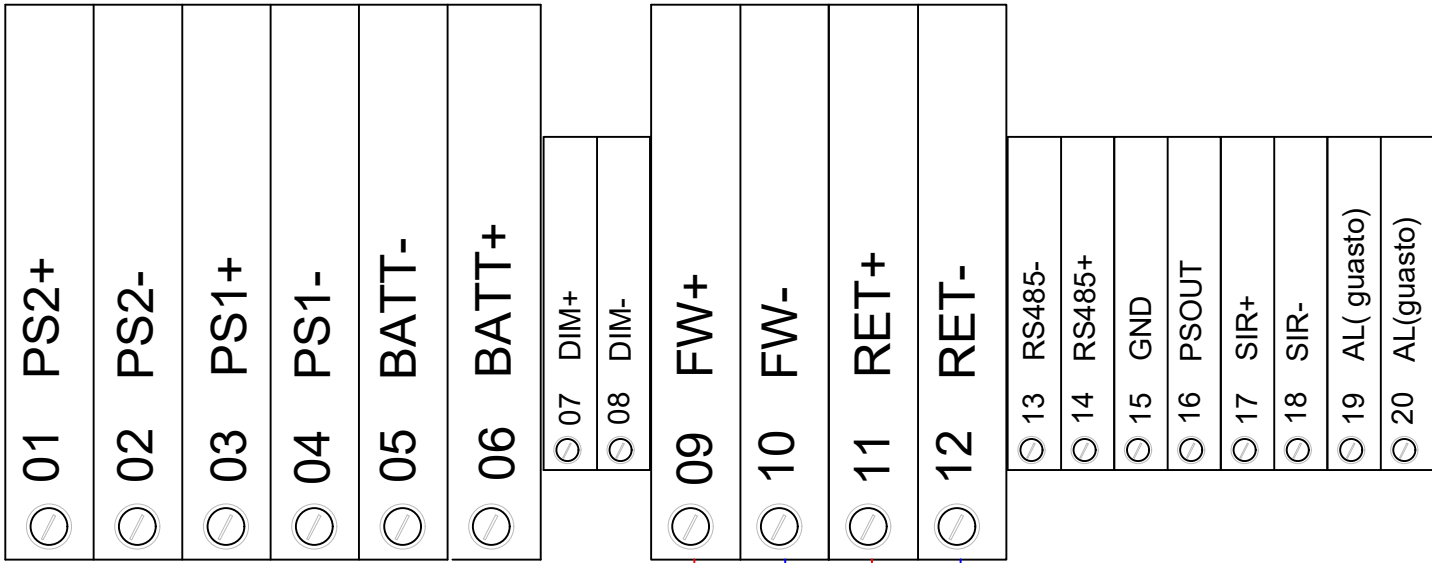 01 PS2+
02 PS2-
03 PS1+
04 PS1-
05 BATT-
06 BATT+
07 DIM+
08 DIM-
09 FW+
10 FW-
11 RET+
12 RET-
13 RS485-
14 RS485+
15 GND
16 PSOUT
17 SIR+
18 SIR-
19 AL( guasto)
20 AL(guasto)